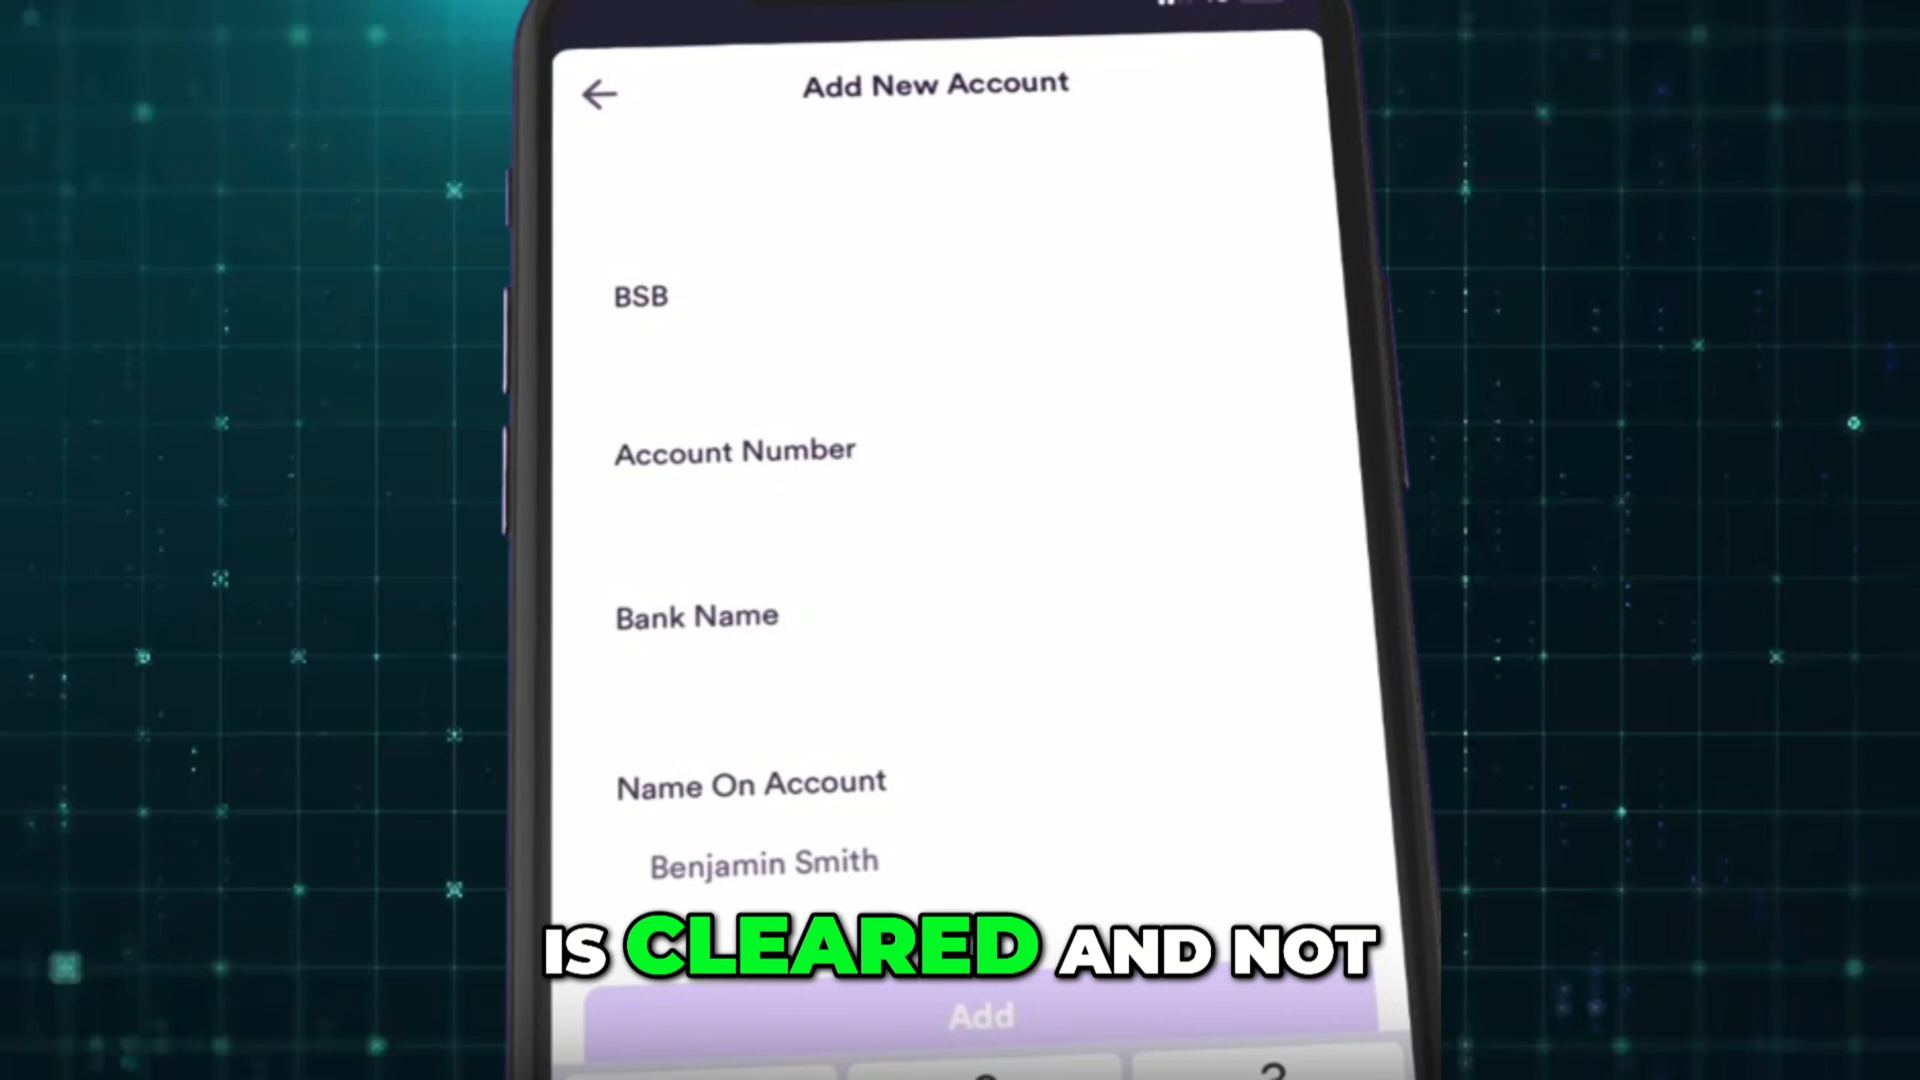 Add New Account
BSB
Account Number
Bank Name
Name On Account
Benjamin Smith
IS CLEARED AND NOT
Add